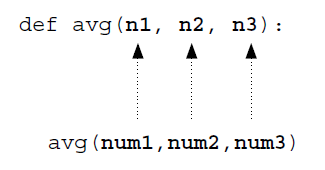 def avg(n1, n2, n3):
avg(num1,num2,num3)